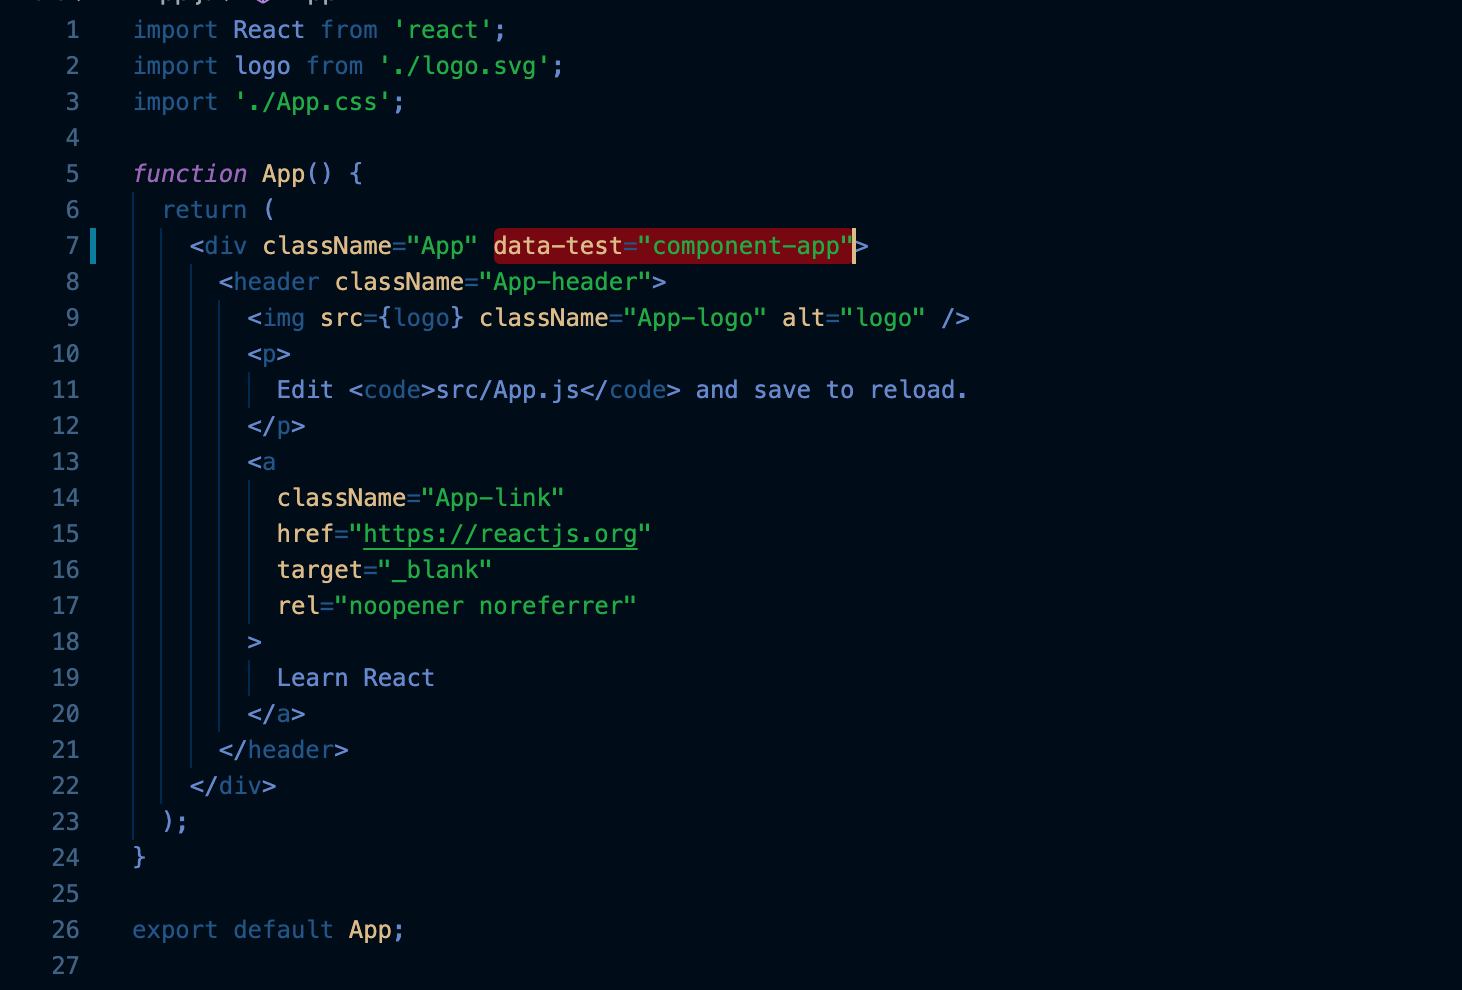 1 import React from 'react';
2 import logo from './logo.svg';
3 import './App.css';
4
5 function App() {
6 return (
7 <div className="App" data-test="component-app">
8 <header className="App-header">
9 <img src={logo} className="App-logo" alt="logo" />
10 <p>
11 Edit <code>src/App.js</code> and save to reload.
12 </p>
13 <a
14 className="App-link"
15 href="https://reactjs.org"
16 target="_blank"
17 rel="noopener noreferrer"
18 >
19 Learn React
20 </a>
21 </header>
22 </div>
23 );
24 }
25
26 export default App;
27